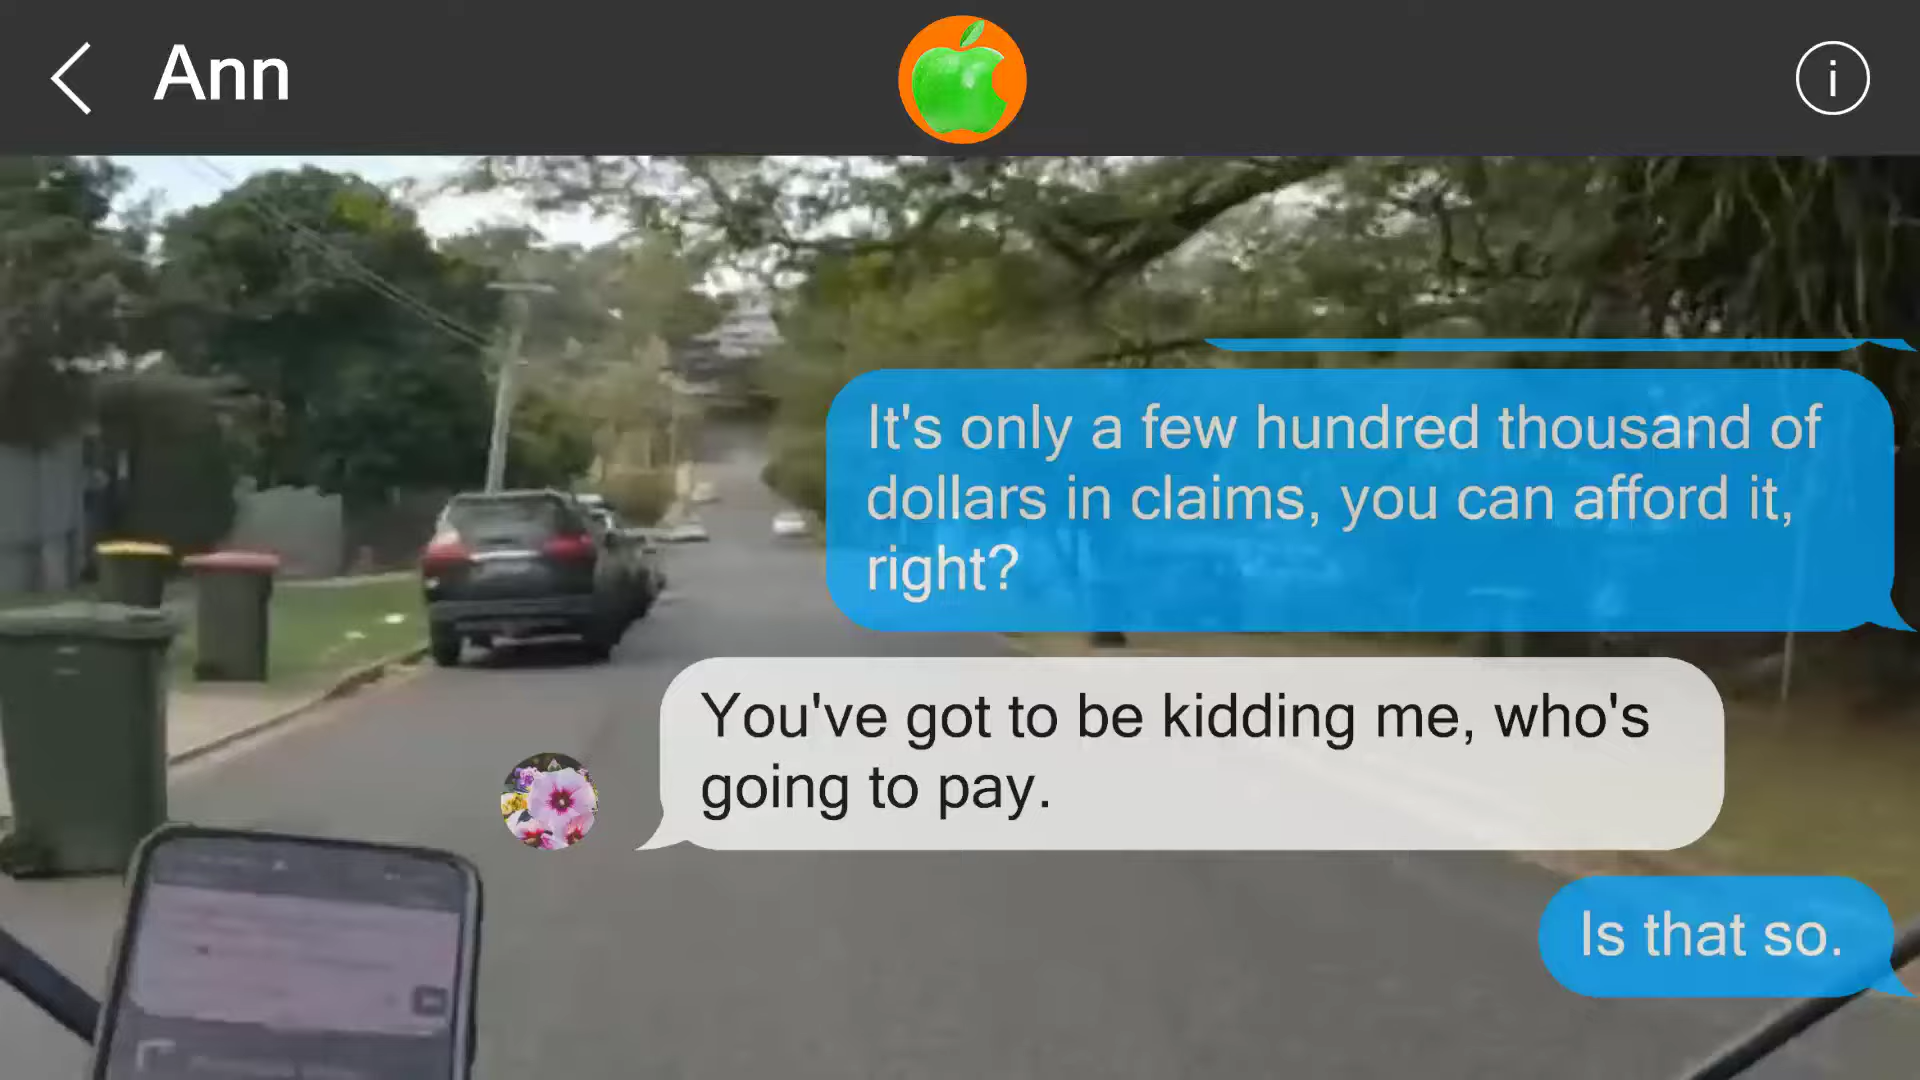 Ann
i
It's only a few hundred thousand of
dollars in claims, you can afford it,
right?
You've got to be kidding me, who's
going to pay.
Is that so.